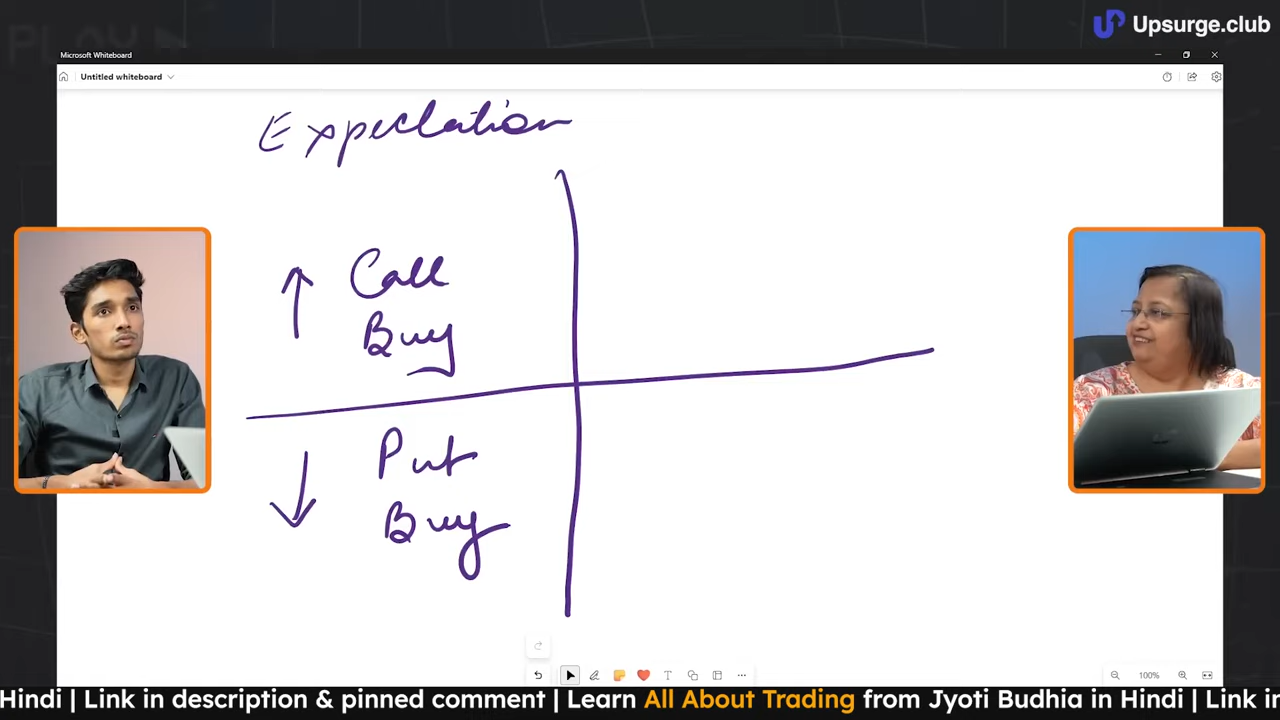 Upsurge.club
Microsoft Whiteboard
Untitled whiteboard
Expectation
↑ Call
Buy
↓ Put
Buy
100%
Hindi | Link in description & pinned comment | Learn All About Trading from Jyoti Budhia in Hindi | Link in